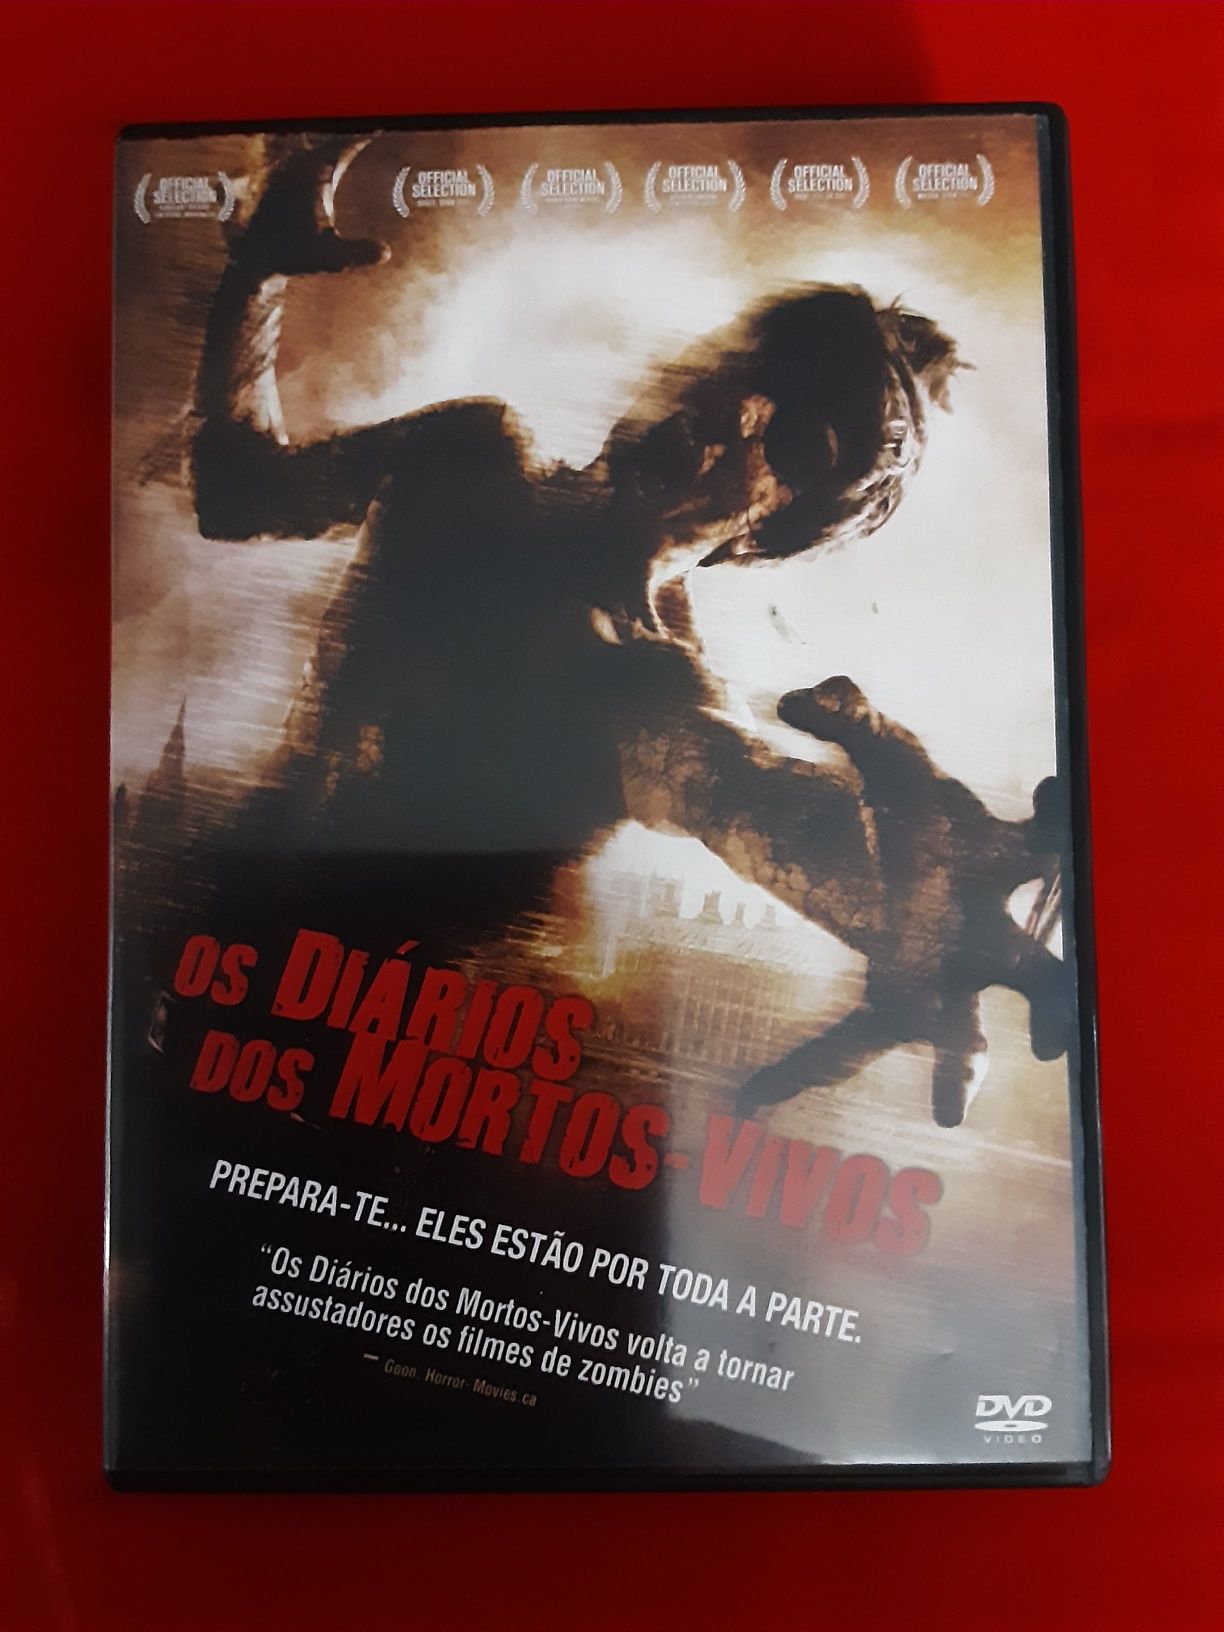 OFFICIAL OFFICIAL OFFICIAL OFFICIAL OFFICIAL OFFICIAL
SELECTION SELECTION SELECTION SELECTION SELECTION SELECTION
OS DIÁRIOS
DOS MORTOS-VIVOS
PREPARA-TE... ELES ESTÃO POR TODA A PARTE.
"Os Diários dos Mortos-Vivos volta a tornar
assustadores os filmes de zombies"
– Goon, Horror-Movies.ca
DVD
VIDEO